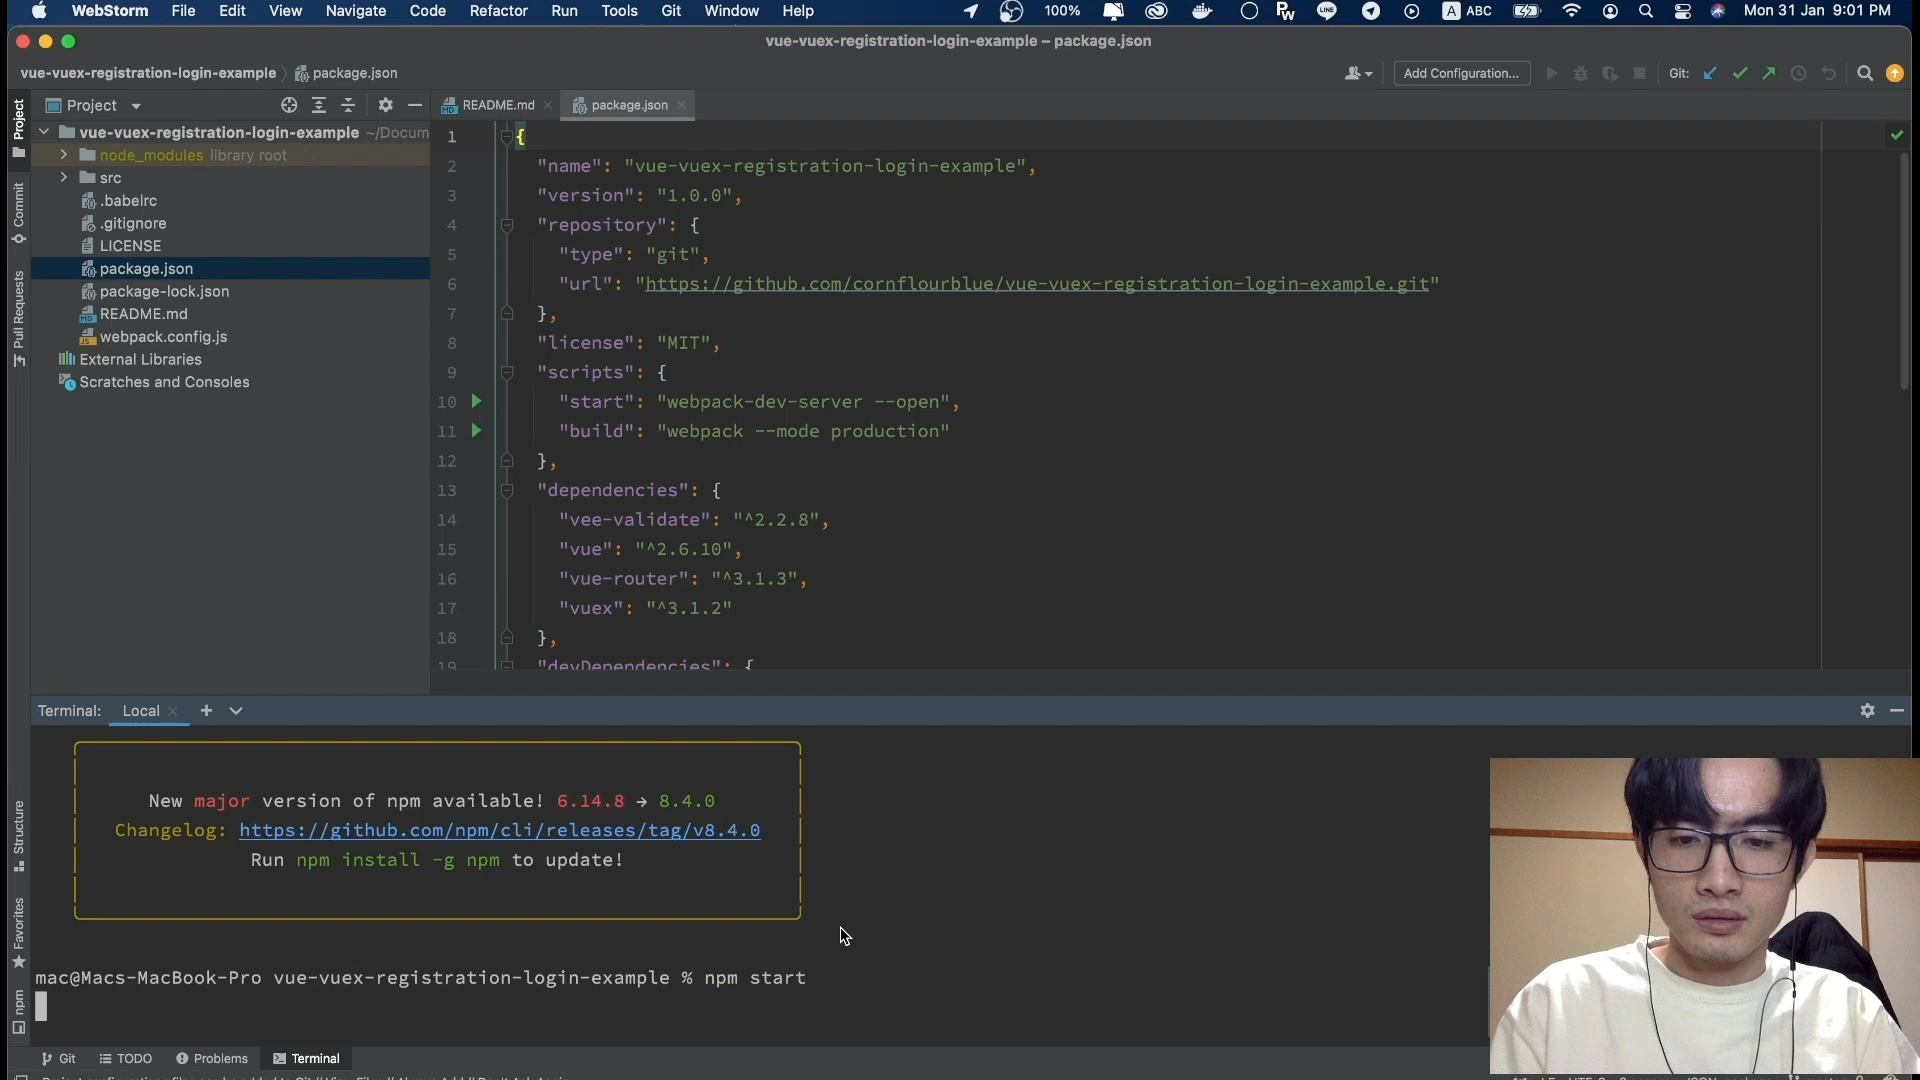 WebStorm File Edit View Navigate Code Refactor Run Tools Git Window Help 100% ABC Mon 31 Jan 9:01 PM
vue-vuex-registration-login-example – package.json
vue-vuex-registration-login-example package.json Add Configuration... Git:
Project README.md package.json
vue-vuex-registration-login-example ~/Docum
node_modules library root
src
.babelrc
.gitignore
LICENSE
package.json
package-lock.json
README.md
webpack.config.js
External Libraries
Scratches and Consoles
Project
Commit
Pull Requests
Structure
Favorites
npm
1 {
2 "name": "vue-vuex-registration-login-example",
3 "version": "1.0.0",
4 "repository": {
5 "type": "git",
6 "url": "https://github.com/cornflourblue/vue-vuex-registration-login-example.git"
7 },
8 "license": "MIT",
9 "scripts": {
10 "start": "webpack-dev-server --open",
11 "build": "webpack --mode production"
12 },
13 "dependencies": {
14 "vee-validate": "^2.2.8",
15 "vue": "^2.6.10",
16 "vue-router": "^3.1.3",
17 "vuex": "^3.1.2"
18 },
19 "devDependencies": {
Terminal: Local
New major version of npm available! 6.14.8 → 8.4.0
Changelog: https://github.com/npm/cli/releases/tag/v8.4.0
Run npm install -g npm to update!
mac@Macs-MacBook-Pro vue-vuex-registration-login-example % npm start
Git TODO Problems Terminal